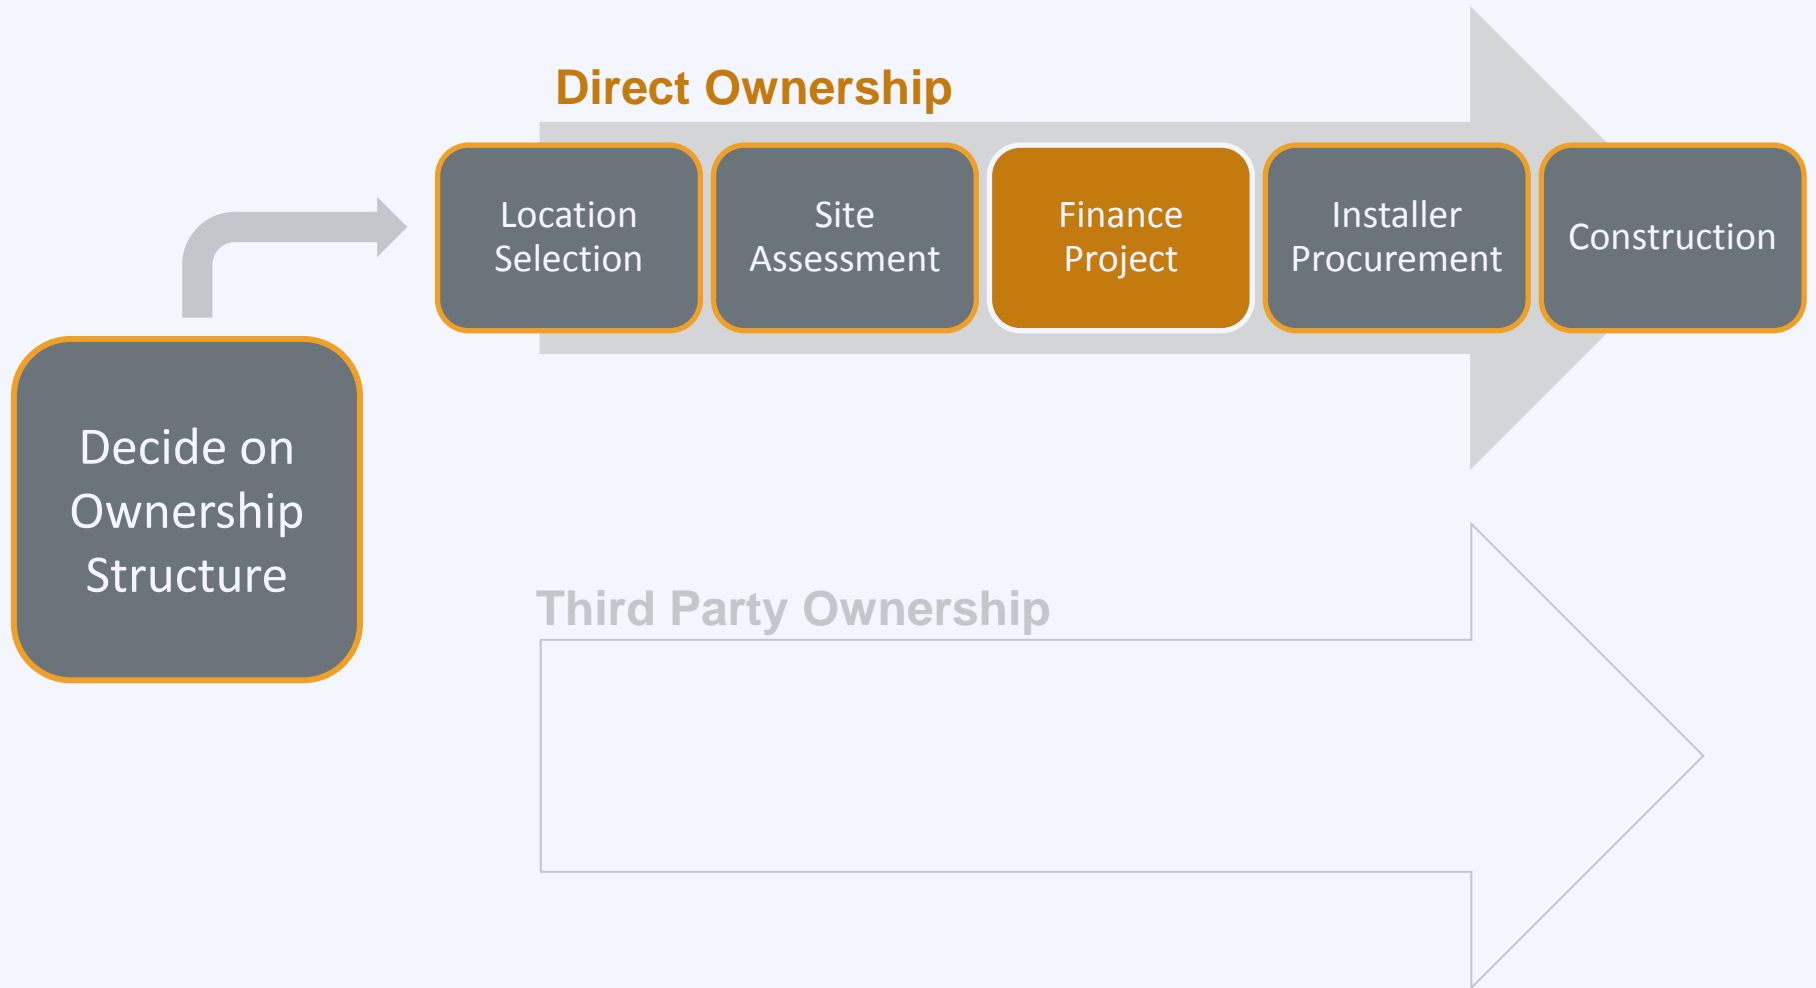 Direct Ownership
Location
Selection
Site
Assessment
Finance
Project
Installer
Procurement
Construction
Decide on
Ownership
Structure
Third Party Ownership